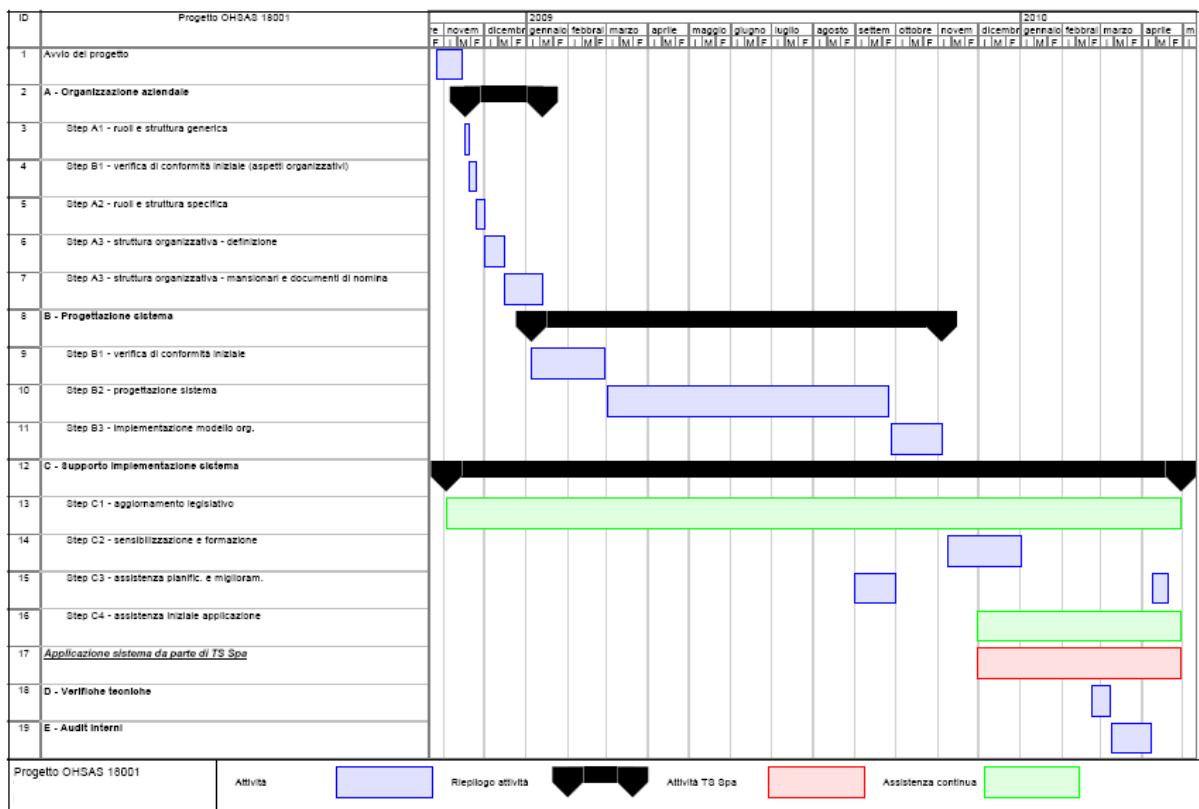 ID Progetto OHSAS 18001 2009 2010
re novem dicembr gennaio febbrai marzo aprile maggio giugno luglio agosto settem ottobre novem dicembr gennaio febbrai marzo aprile m
F I M F I M F I M F I M F I M F I M F I M F I M F I M F I M F I M F I M F I M F I M F I M F I M F I M F I M F I
1 Avvio del progetto
2 A - Organizzazione aziendale
3 Step A1 - ruoli e struttura generica
4 Step B1 - verifica di conformità iniziale (aspetti organizzativi)
5 Step A2 - ruoli e struttura specifica
6 Step A3 - struttura organizzativa - definizione
7 Step A3 - struttura organizzativa - mansionari e documenti di nomina
8 B - Progettazione sistema
9 Step B1 - verifica di conformità iniziale
10 Step B2 - progettazione sistema
11 Step B3 - implementazione modello org.
12 C - Supporto implementazione sistema
13 Step C1 - aggiornamento legislativo
14 Step C2 - sensibilizzazione e formazione
15 Step C3 - assistenza planific. e miglioram.
16 Step C4 - assistenza iniziale applicazione
17 Applicazione sistema da parte di TS Spa
18 D - Verifiche tecniche
19 E - Audit interni
Progetto OHSAS 18001 Attività Riepilogo attività Attività TS Spa Assistenza continua